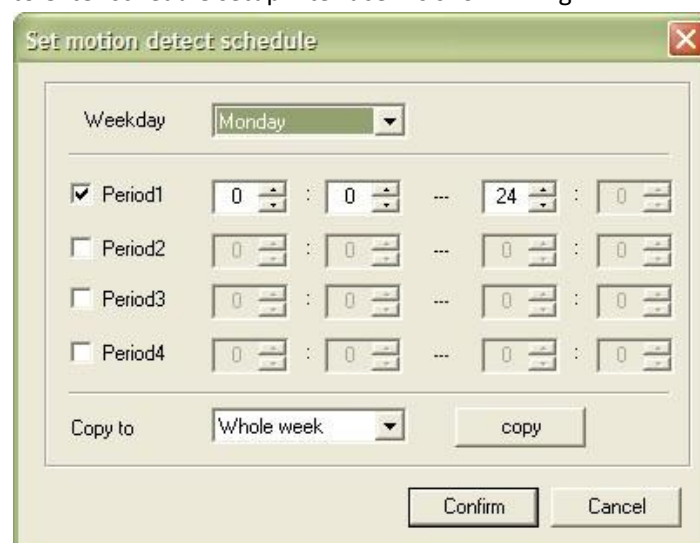 Set motion detect schedule
Weekday Monday
Period1 0 : 0 --- 24 : 0
Period2 0 : 0 --- 0 : 0
Period3 0 : 0 --- 0 : 0
Period4 0 : 0 --- 0 : 0
Copy to Whole week copy
Confirm Cancel